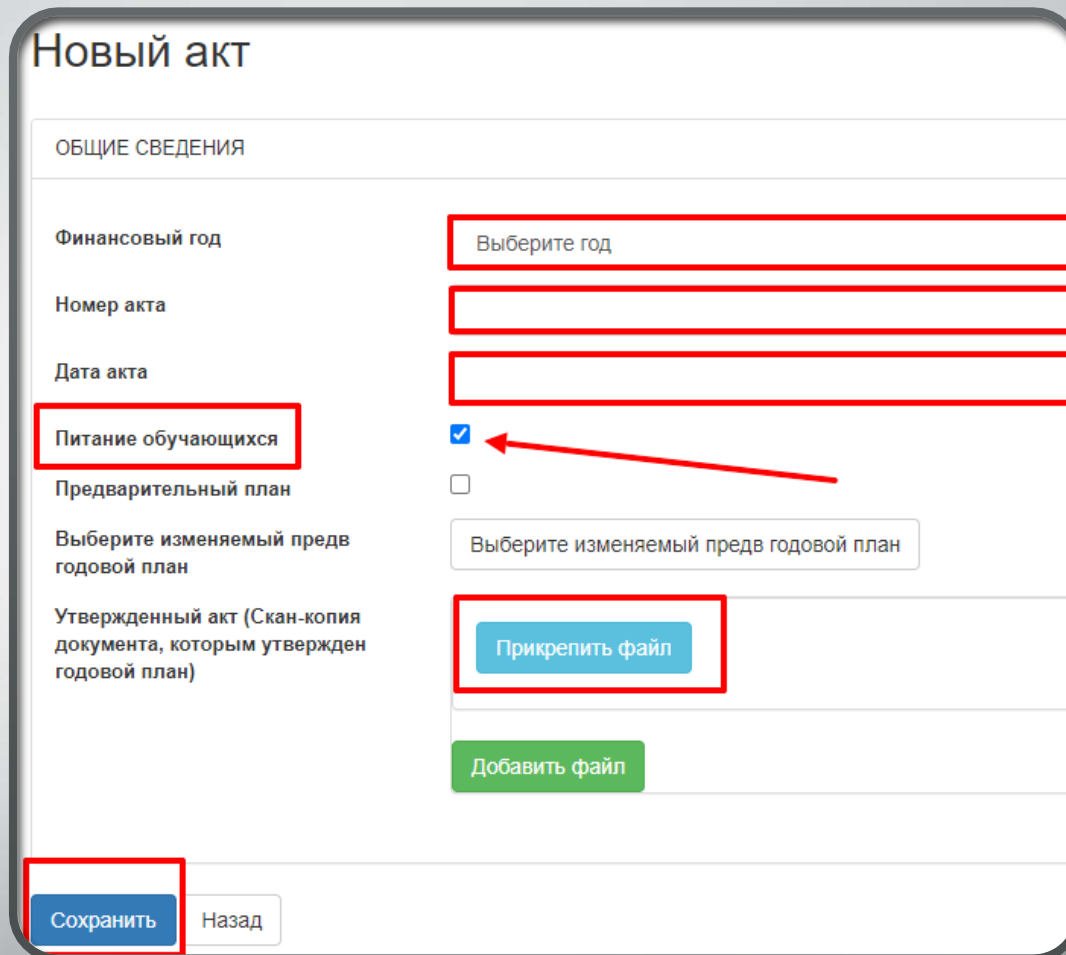 Новый акт
ОБЩИЕ СВЕДЕНИЯ
Финансовый год
Выберите год
Номер акта
Дата акта
Питание обучающихся
Предварительный план
Выберите изменяемый предв
годовой план
Выберите изменяемый предв годовой план
Утвержденный акт (Скан-копия
документа, которым утвержден
годовой план)
Прикрепить файл
Добавить файл
Сохранить
Назад